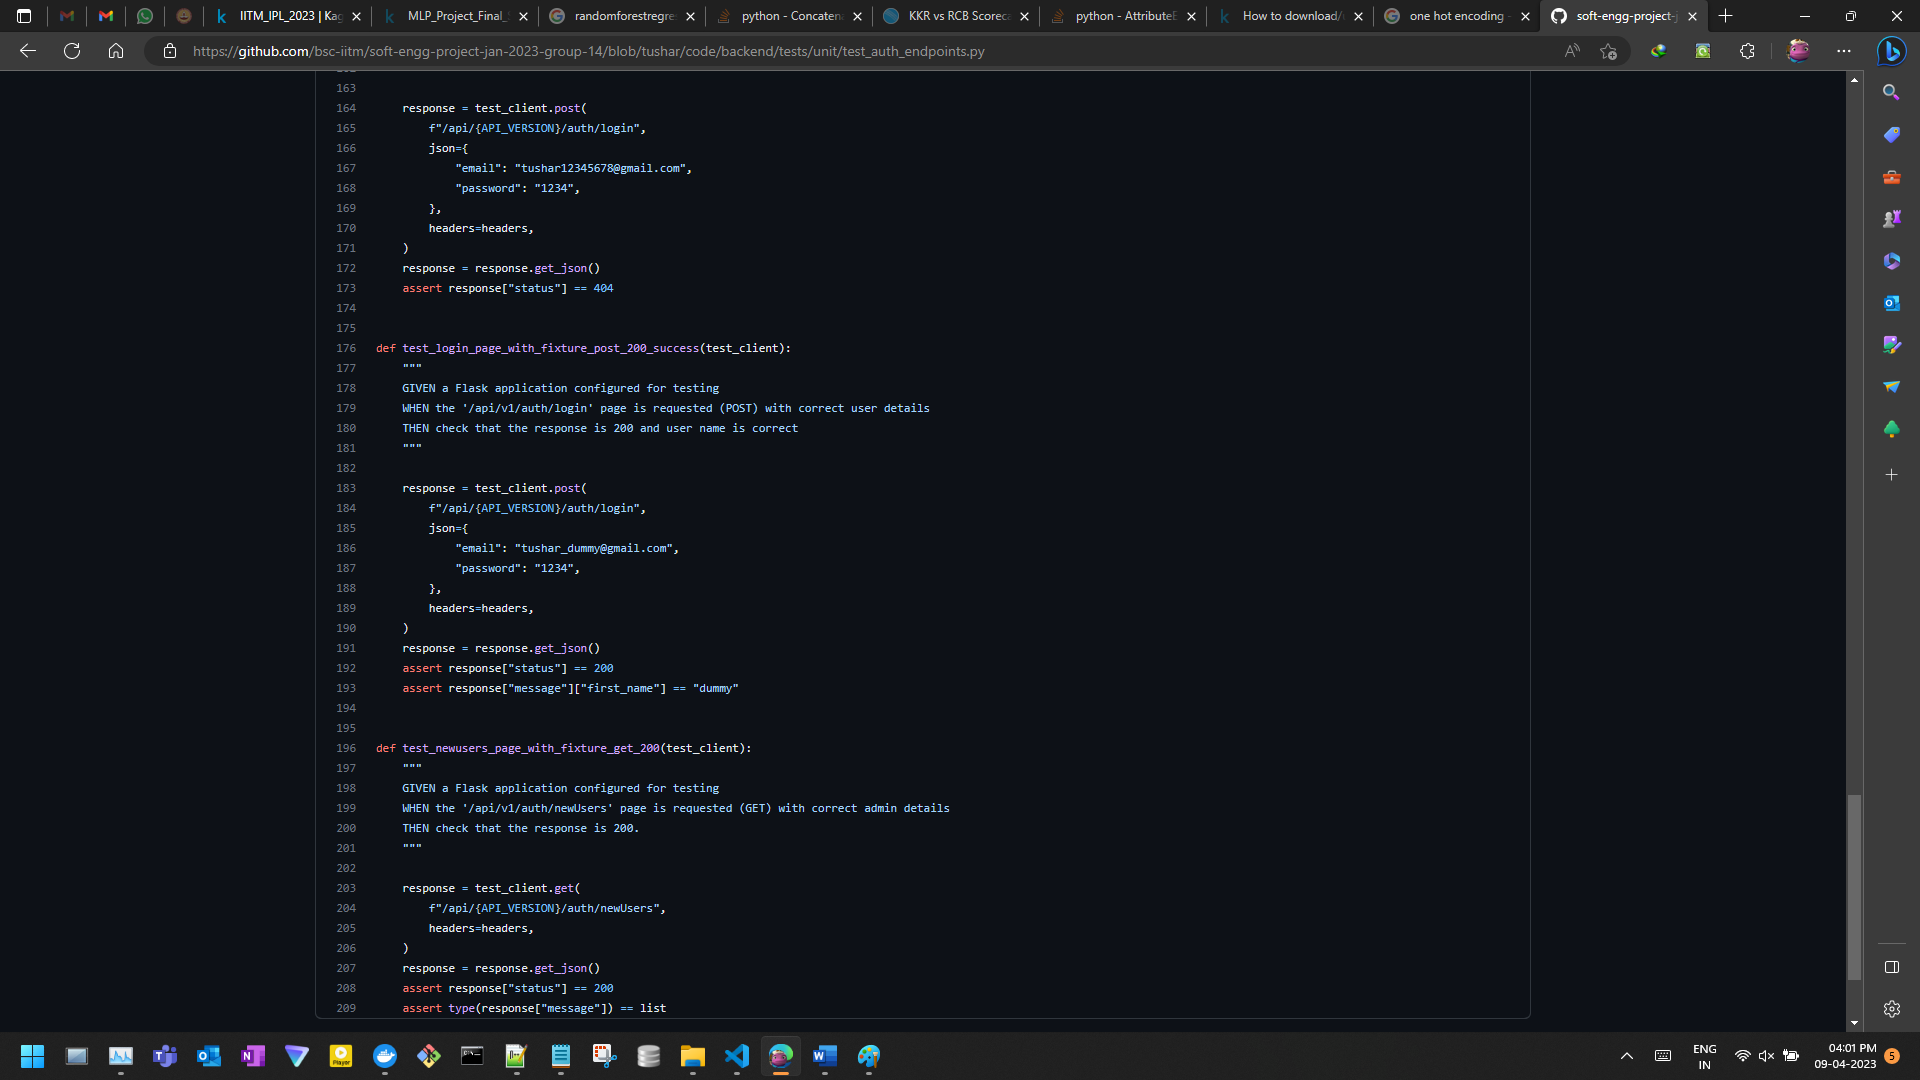 IITM_IPL_2023 | Kag
MLP_Project_Final_S
randomforestregres
python - Concatena
KKR vs RCB Scoreca
python - AttributeE
How to download/v
one hot encoding -
soft-engg-project-j
https://github.com/bsc-iitm/soft-engg-project-jan-2023-group-14/blob/tushar/code/backend/tests/unit/test_auth_endpoints.py
163
164 response = test_client.post(
165 f"/api/{API_VERSION}/auth/login",
166 json={
167 "email": "tushar12345678@gmail.com",
168 "password": "1234",
169 },
170 headers=headers,
171 )
172 response = response.get_json()
173 assert response["status"] == 404
174
175
176 def test_login_page_with_fixture_post_200_success(test_client):
177 """
178 GIVEN a Flask application configured for testing
179 WHEN the '/api/v1/auth/login' page is requested (POST) with correct user details
180 THEN check that the response is 200 and user name is correct
181 """
182
183 response = test_client.post(
184 f"/api/{API_VERSION}/auth/login",
185 json={
186 "email": "tushar_dummy@gmail.com",
187 "password": "1234",
188 },
189 headers=headers,
190 )
191 response = response.get_json()
192 assert response["status"] == 200
193 assert response["message"]["first_name"] == "dummy"
194
195
196 def test_newusers_page_with_fixture_get_200(test_client):
197 """
198 GIVEN a Flask application configured for testing
199 WHEN the '/api/v1/auth/newUsers' page is requested (GET) with correct admin details
200 THEN check that the response is 200.
201 """
202
203 response = test_client.get(
204 f"/api/{API_VERSION}/auth/newUsers",
205 headers=headers,
206 )
207 response = response.get_json()
208 assert response["status"] == 200
209 assert type(response["message"]) == list
ENG
IN
04:01 PM
09-04-2023
5